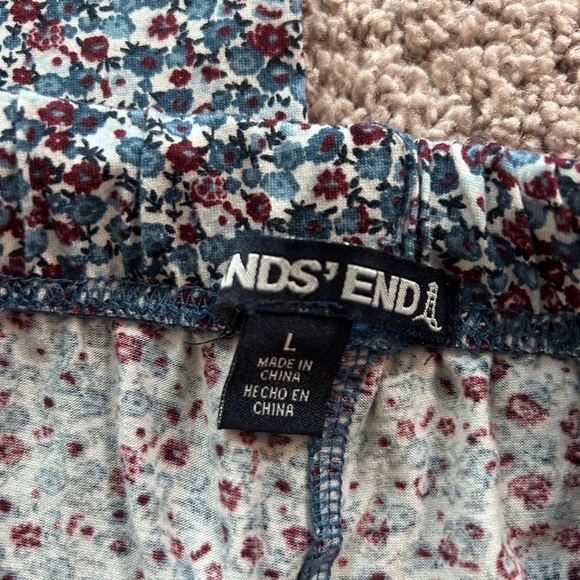 NDS' END
L
MADE IN
CHINA
HECHO EN
CHINA